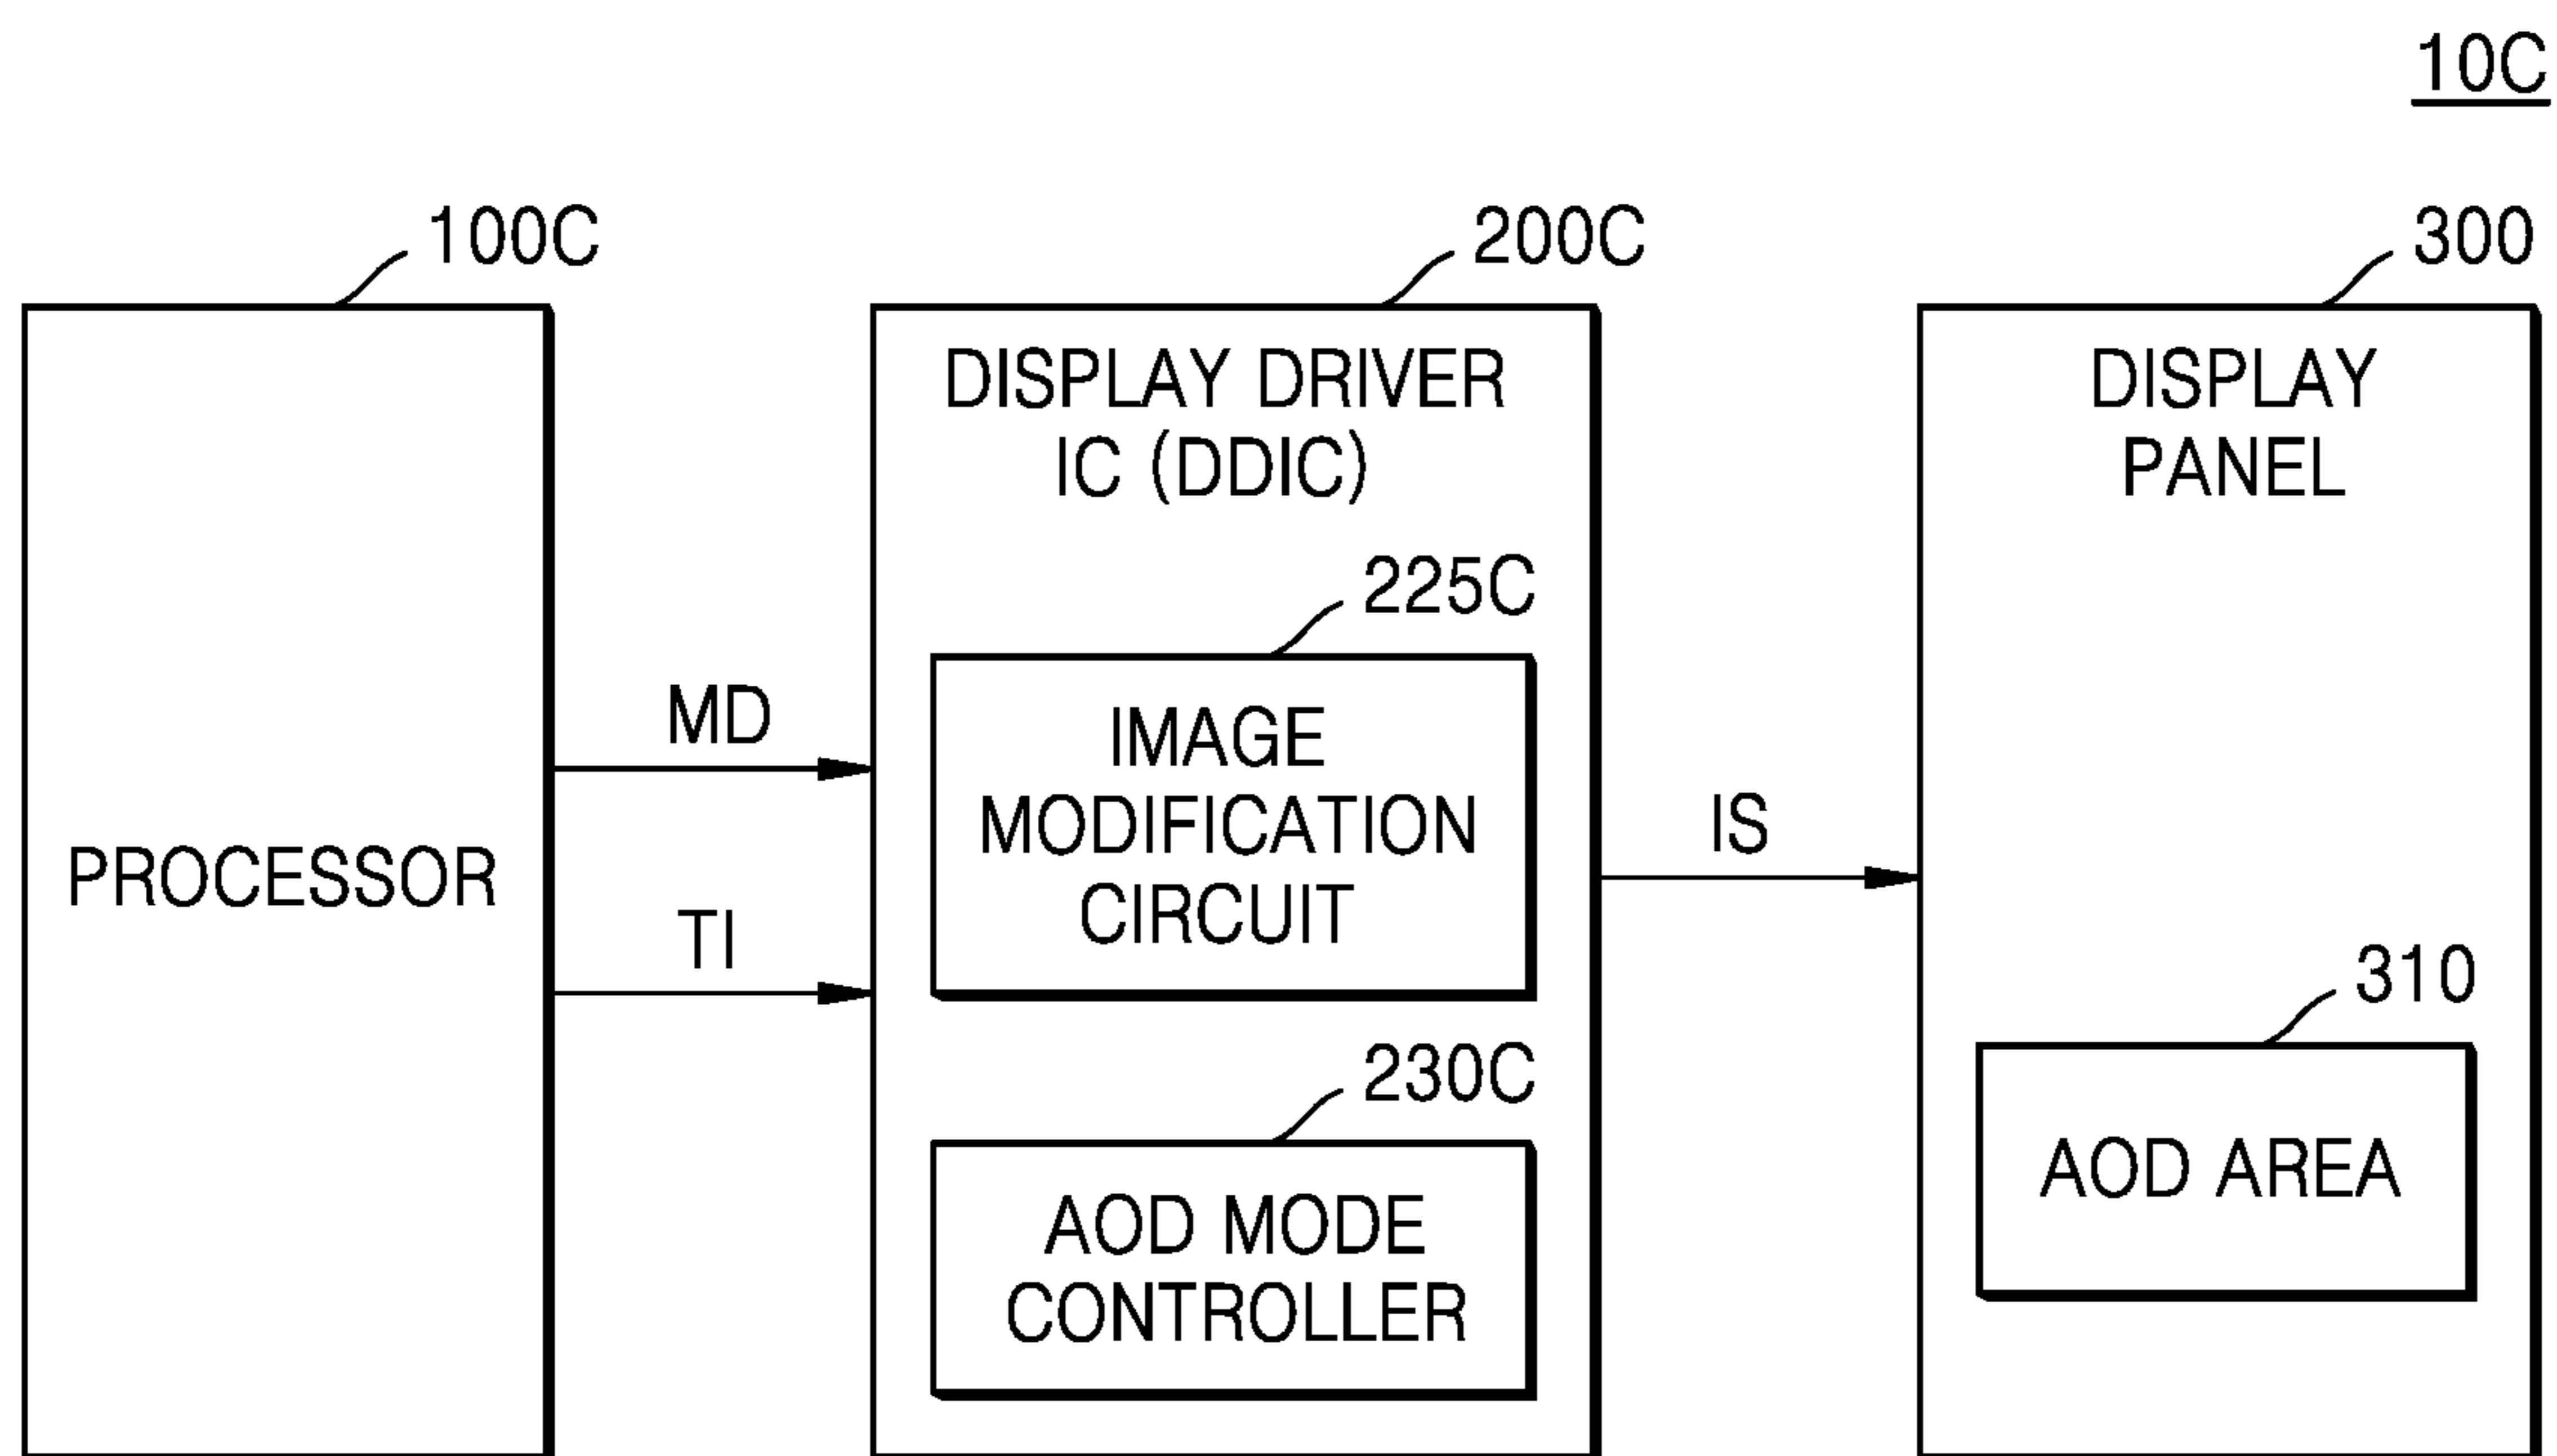 10C
100C
200C
300
DISPLAY DRIVER
IC (DDIC)
DISPLAY
PANEL
225C
MD
IMAGE
MODIFICATION
CIRCUIT
IS
PROCESSOR
TI
310
230C
AOD AREA
AOD MODE
CONTROLLER